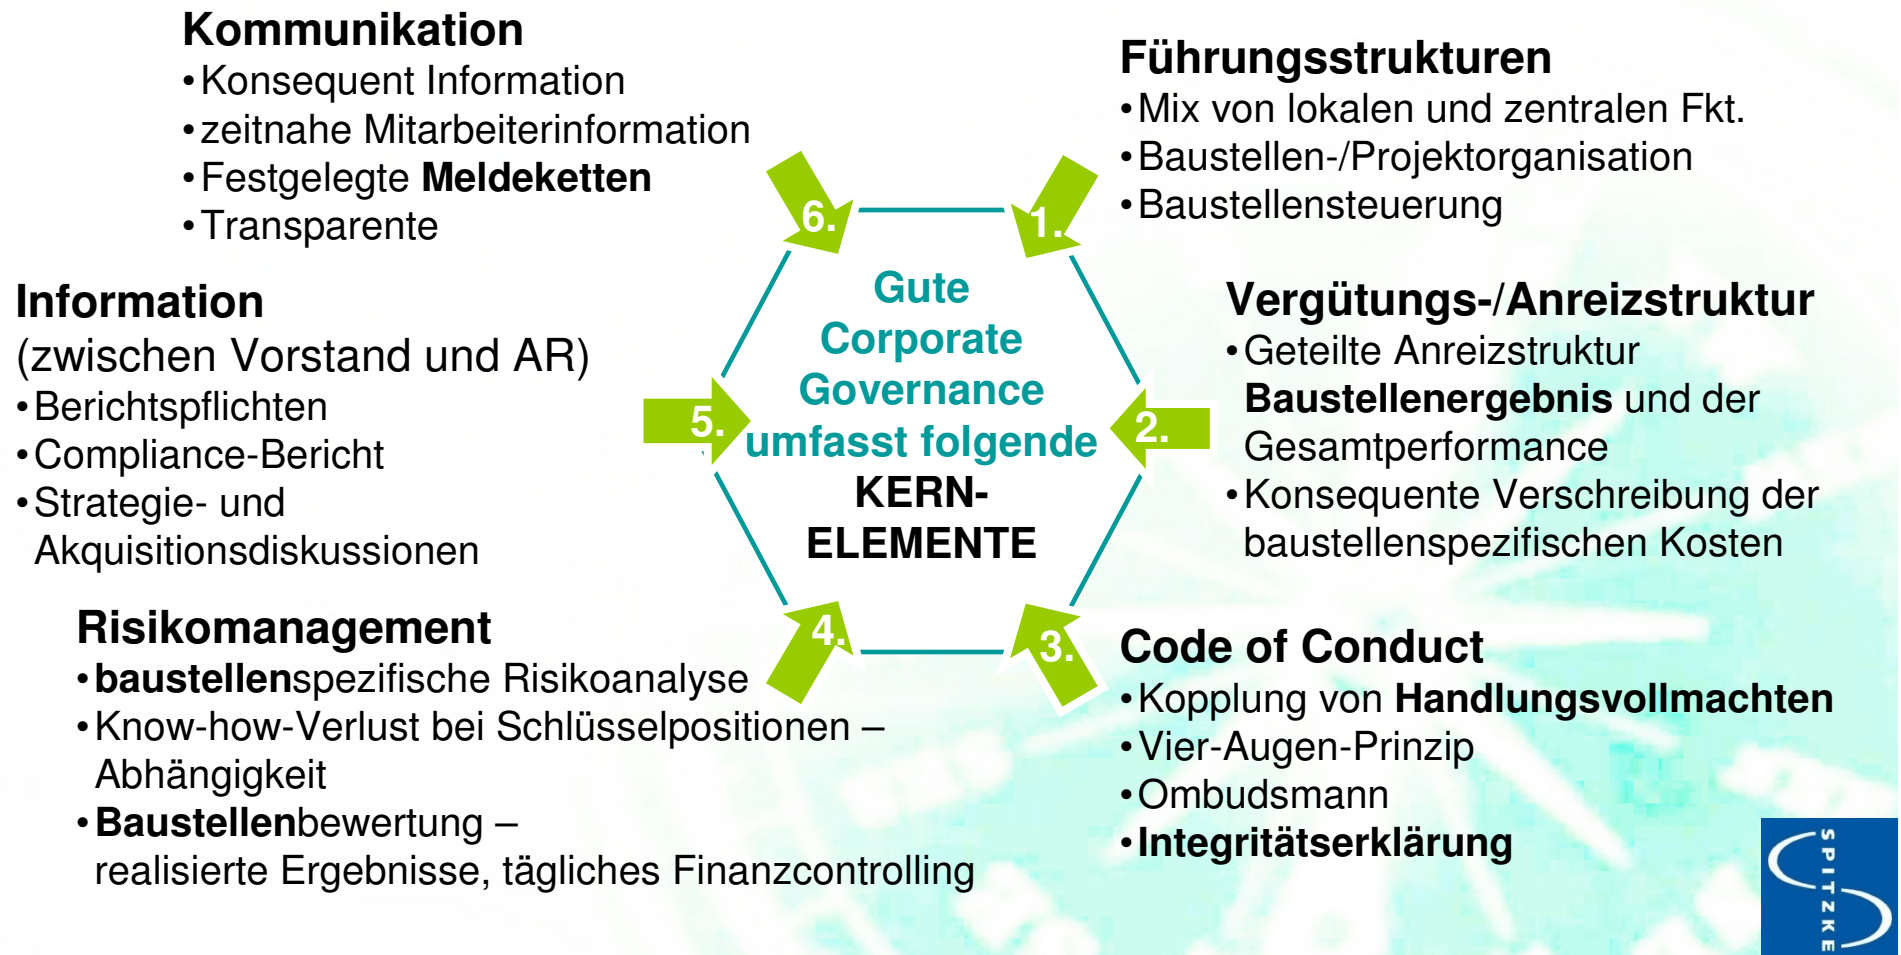 Kommunikation
•Konsequent Information
•zeitnahe Mitarbeiterinformation
•Festgelegte Meldeketten
•Transparente
Führungsstrukturen
•Mix von lokalen und zentralen Fkt.
•Baustellen-/Projektorganisation
•Baustellensteuerung
6.
1.
Gute
Corporate
Governance
umfasst folgende
KERN-
ELEMENTE
Information
(zwischen Vorstand und AR)
•Berichtspflichten
•Compliance-Bericht
•Strategie- und
Akquisitionsdiskussionen
5.
2.
Vergütungs-/Anreizstruktur
•Geteilte Anreizstruktur
Baustellenergebnis und der
Gesamtperformance
•Konsequente Verschreibung der
baustellenspezifischen Kosten
Risikomanagement
•baustellenspezifische Risikoanalyse
•Know-how-Verlust bei Schlüsselpositionen –
Abhängigkeit
•Baustellenbewertung –
realisierte Ergebnisse, tägliches Finanzcontrolling
4.
3.
Code of Conduct
•Kopplung von Handlungsvollmachten
•Vier-Augen-Prinzip
•Ombudsmann
•Integritätserklärung
SPITZKE